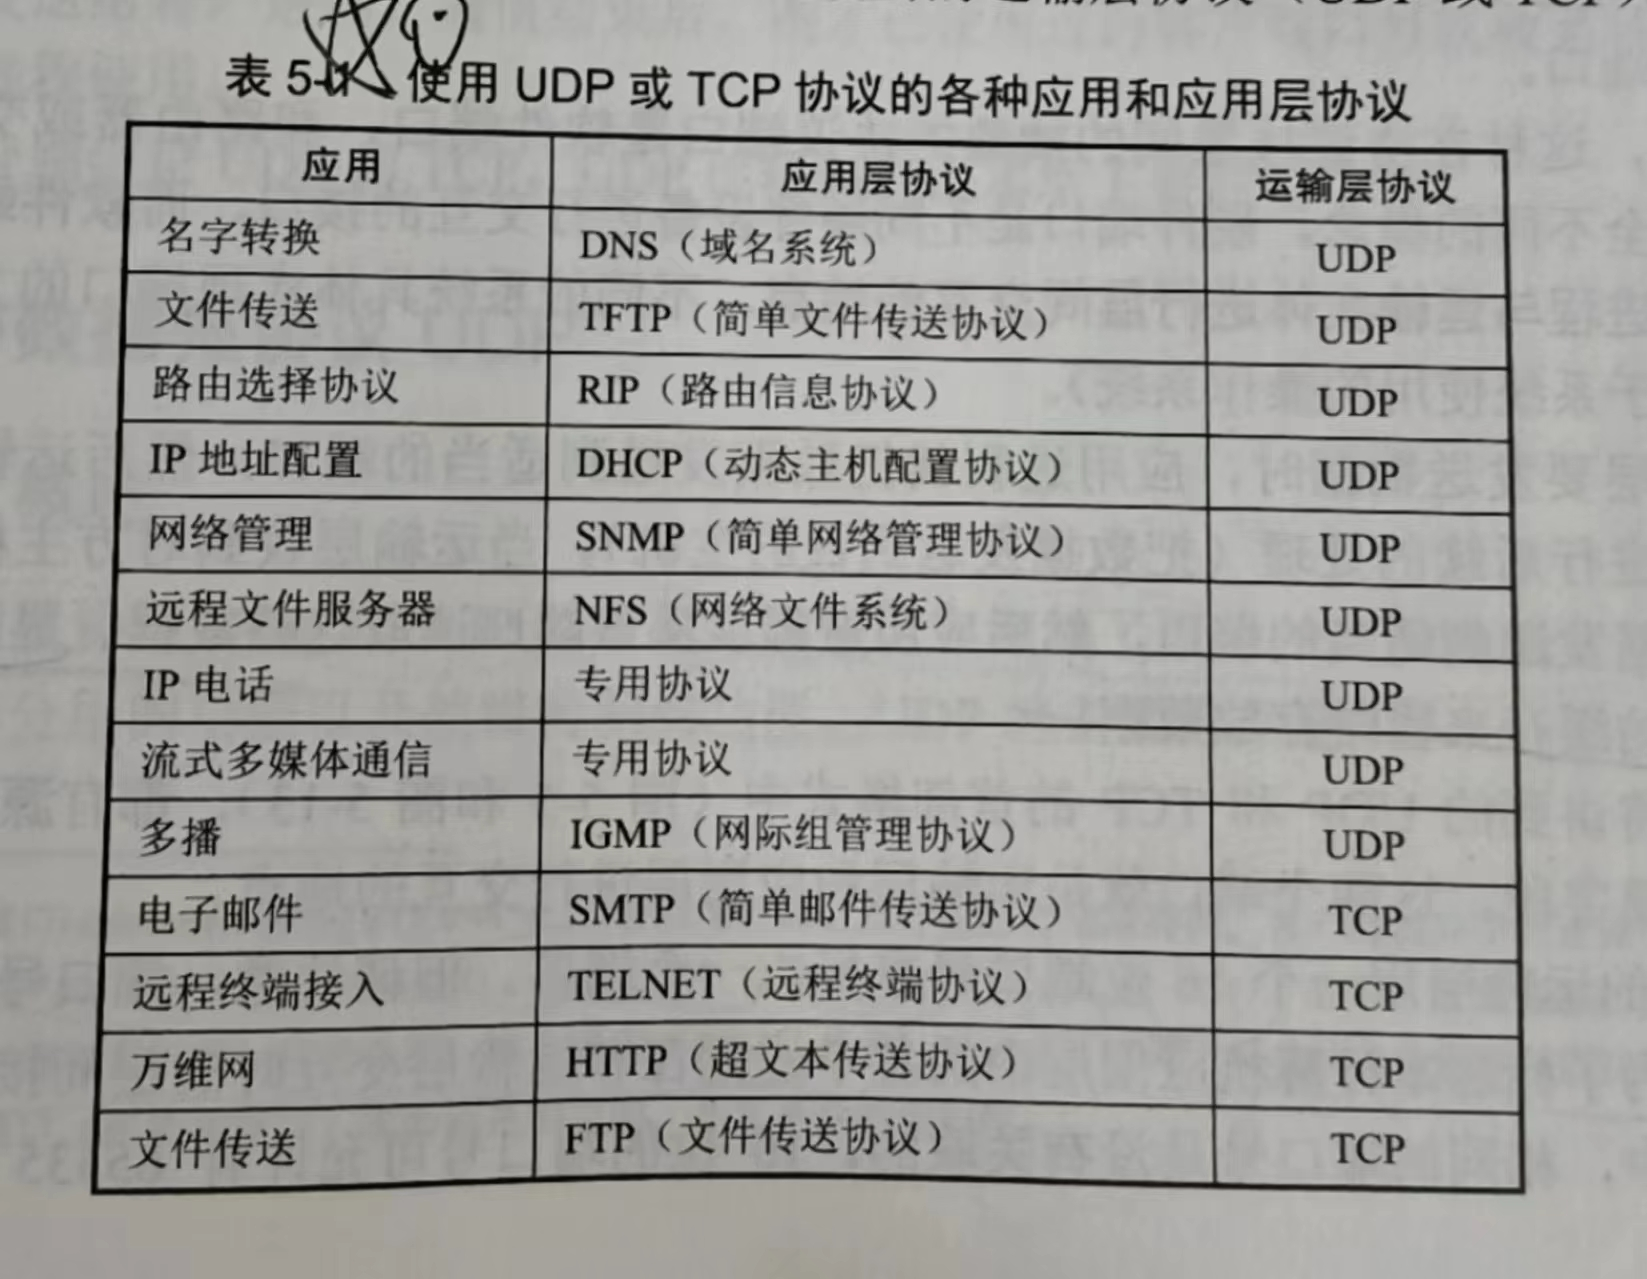 表 5-1 使用 UDP 或 TCP 协议的各种应用和应用层协议
应用 应用层协议 运输层协议
名字转换 DNS（域名系统） UDP
文件传送 TFTP（简单文件传送协议） UDP
路由选择协议 RIP（路由信息协议） UDP
IP 地址配置 DHCP（动态主机配置协议） UDP
网络管理 SNMP（简单网络管理协议） UDP
远程文件服务器 NFS（网络文件系统） UDP
IP 电话 专用协议 UDP
流式多媒体通信 专用协议 UDP
多播 IGMP（网际组管理协议） UDP
电子邮件 SMTP（简单邮件传送协议） TCP
远程终端接入 TELNET（远程终端协议） TCP
万维网 HTTP（超文本传送协议） TCP
文件传送 FTP（文件传送协议） TCP